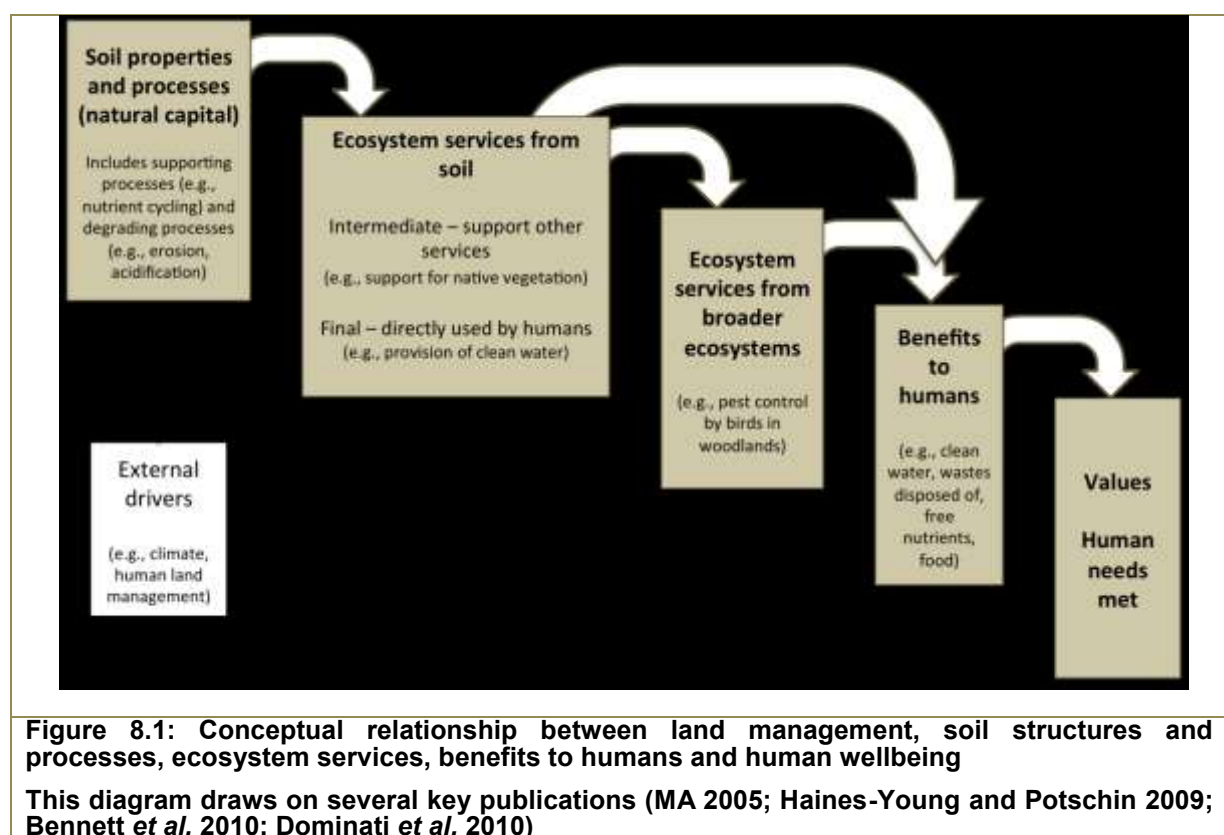 Soil properties
and processes
(natural capital)
Includes supporting
processes (e.g.,
nutrient cycling) and
degrading processes
(e.g., erosion,
acidification)
Ecosystem services from
soil
Intermediate – support other
services
(e.g., support for native vegetation)
Final – directly used by humans
(e.g., provision of clean water)
Ecosystem
services from
broader
ecosystems
(e.g., pest control
by birds in
woodlands)
Benefits
to
humans
(e.g., clean
water, wastes
disposed of,
free
nutrients,
food)
Values
Human
needs
met
External
drivers
(e.g., climate,
human land
management)
Figure 8.1: Conceptual relationship between land management, soil structures and
processes, ecosystem services, benefits to humans and human wellbeing
This diagram draws on several key publications (MA 2005; Haines-Young and Potschin 2009;
Bennett et al. 2010; Dominati et al. 2010)